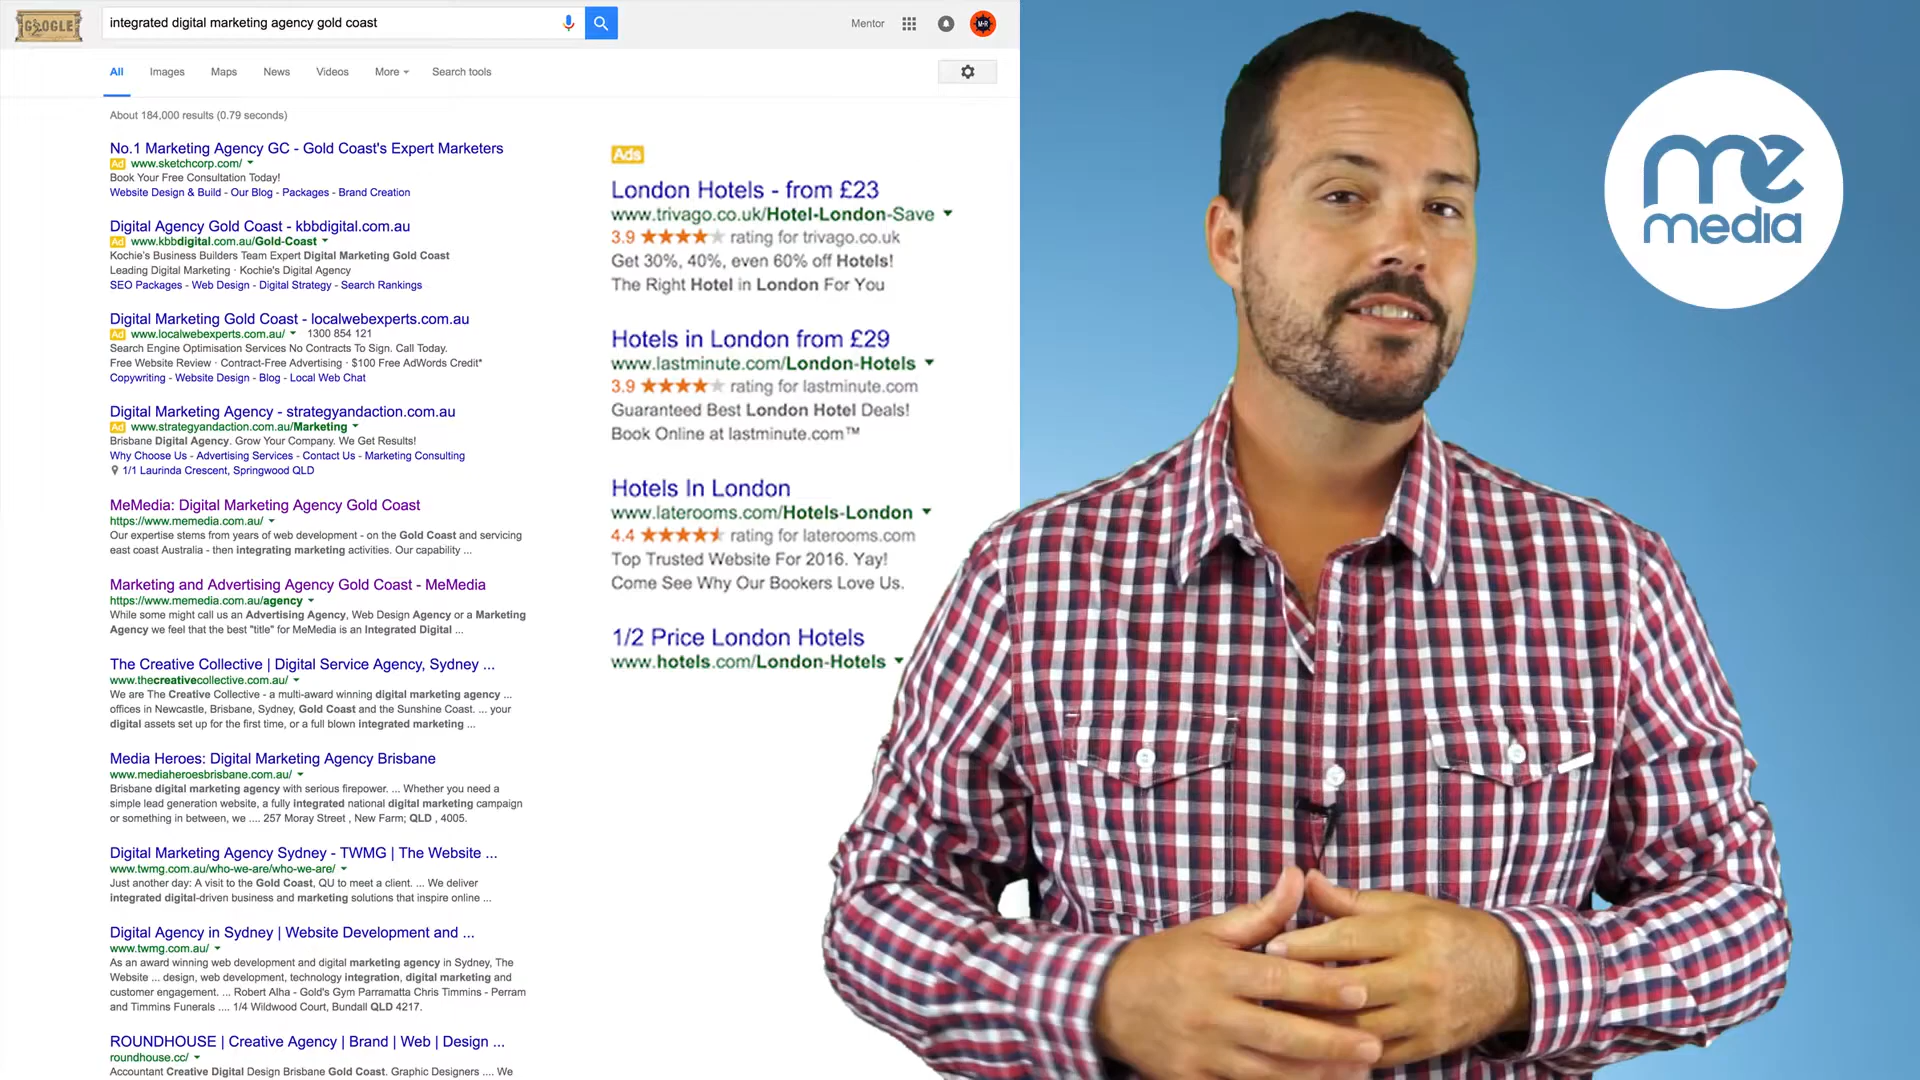 GOOGLE
integrated digital marketing agency gold coast
Mentor
All Images Maps News Videos More Search tools
About 184,000 results (0.79 seconds)
No.1 Marketing Agency GC - Gold Coast's Expert Marketers
Ad www.sketchcorp.com/
Book Your Free Consultation Today!
Website Design & Build - Our Blog - Packages - Brand Creation
Digital Agency Gold Coast - kbbdigital.com.au
Ad www.kbbdigital.com.au/Gold-Coast
Kochie's Business Builders Team Expert Digital Marketing Gold Coast
Leading Digital Marketing · Kochie's Digital Agency
SEO Packages - Web Design - Digital Strategy - Search Rankings
Digital Marketing Gold Coast - localwebexperts.com.au
Ad www.localwebexperts.com.au/ 1300 854 121
Search Engine Optimisation Services No Contracts To Sign. Call Today.
Free Website Review · Contract-Free Advertising · $100 Free AdWords Credit*
Copywriting - Website Design - Blog - Local Web Chat
Digital Marketing Agency - strategyandaction.com.au
Ad www.strategyandaction.com.au/Marketing
Brisbane Digital Agency. Grow Your Company. We Get Results!
Why Choose Us - Advertising Services - Contact Us - Marketing Consulting
1/1 Laurinda Crescent, Springwood QLD
MeMedia: Digital Marketing Agency Gold Coast
https://www.memedia.com.au/
Our expertise stems from years of web development - on the Gold Coast and servicing
east coast Australia - then integrating marketing activities. Our capability ...
Marketing and Advertising Agency Gold Coast - MeMedia
https://www.memedia.com.au/agency
While some might call us an Advertising Agency, Web Design Agency or a Marketing
Agency we feel that the best "title" for MeMedia is an Integrated Digital ...
The Creative Collective | Digital Service Agency, Sydney ...
www.thecreativecollective.com.au/
We are The Creative Collective - a multi-award winning digital marketing agency ...
offices in Newcastle, Brisbane, Sydney, Gold Coast and the Sunshine Coast. ... your
digital assets set up for the first time, or a full blown integrated marketing ...
Media Heroes: Digital Marketing Agency Brisbane
www.mediaheroesbrisbane.com.au/
Brisbane digital marketing agency with serious firepower. ... Whether you need a
simple lead generation website, a fully integrated national digital marketing campaign
or something in between, we .... 257 Moray Street , New Farm; QLD , 4005.
Digital Marketing Agency Sydney - TWMG | The Website ...
www.twmg.com.au/who-we-are/who-we-are/
Just another day: A visit to the Gold Coast, QU to meet a client. ... We deliver
integrated digital-driven business and marketing solutions that inspire online ...
Digital Agency in Sydney | Website Development and ...
www.twmg.com.au/
As an award winning web development and digital marketing agency in Sydney, The
Website ... design, web development, technology integration, digital marketing and
customer engagement. ... Robert Alha - Gold's Gym Parramatta Chris Timmins - Perram
and Timmins Funerals .... 1/4 Wildwood Court, Bundall QLD 4217.
ROUNDHOUSE | Creative Agency | Brand | Web | Design ...
roundhouse.cc/
Accountant Creative Digital Design Brisbane Gold Coast. Graphic Designers .... We
Ads
London Hotels - from £23
www.trivago.co.uk/Hotel-London-Save
3.9 rating for trivago.co.uk
Get 30%, 40%, even 60% off Hotels!
The Right Hotel in London For You
Hotels in London from £29
www.lastminute.com/London-Hotels
3.9 rating for lastminute.com
Guaranteed Best London Hotel Deals!
Book Online at lastminute.com™
Hotels In London
www.laterooms.com/Hotels-London
4.4 rating for laterooms.com
Top Trusted Website For 2016. Yay!
Come See Why Our Bookers Love Us.
1/2 Price London Hotels
www.hotels.com/London-Hotels
me
media